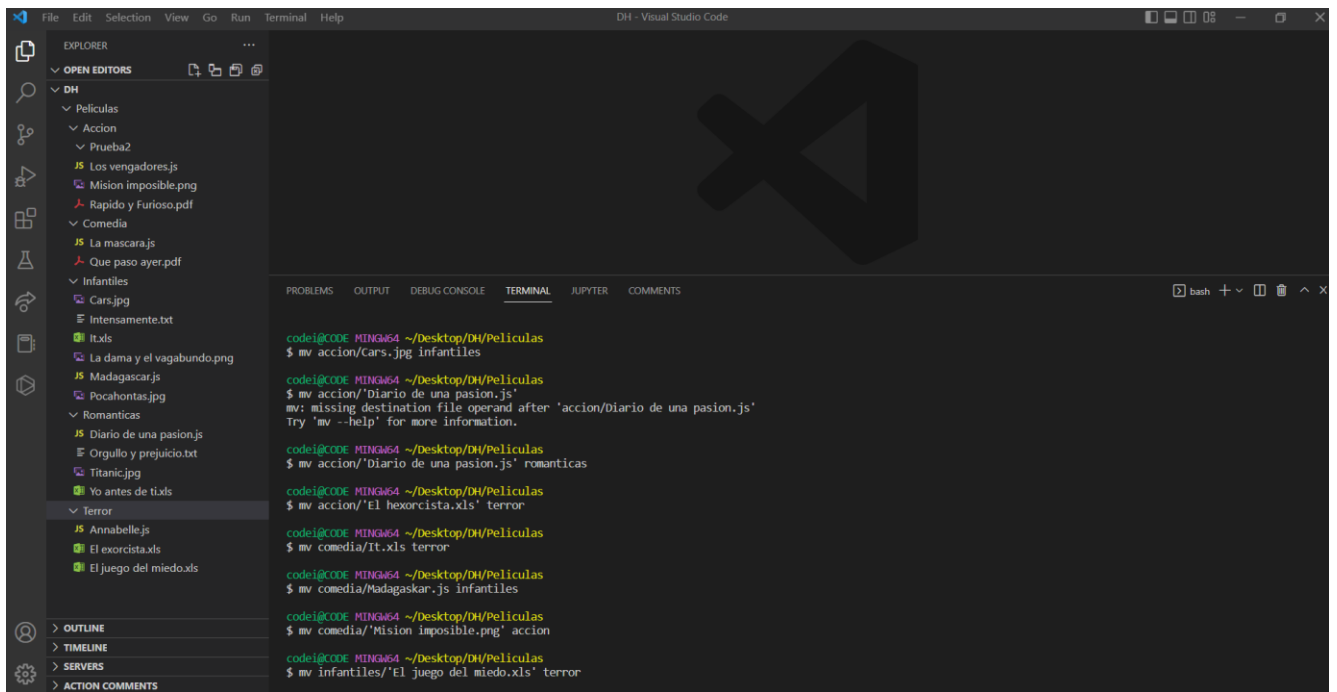 File Edit Selection View Go Run Terminal Help DH - Visual Studio Code
EXPLORER
OPEN EDITORS
DH
Peliculas
Accion
Prueba2
JS Los vengadores.js
Mision imposible.png
Rapido y Furioso.pdf
Comedia
JS La mascara.js
Que paso ayer.pdf
Infantiles
Cars.jpg
Intensamente.txt
It.xls
La dama y el vagabundo.png
JS Madagascar.js
Pocahontas.jpg
Romanticas
JS Diario de una pasion.js
Orgullo y prejuicio.txt
Titanic.jpg
Yo antes de ti.xls
Terror
JS Annabelle.js
El exorcista.xls
El juego del miedo.xls
OUTLINE
TIMELINE
SERVERS
ACTION COMMENTS
PROBLEMS OUTPUT DEBUG CONSOLE TERMINAL JUPYTER COMMENTS bash
codei@CODE MINGW64 ~/Desktop/DH/Peliculas
$ mv accion/Cars.jpg infantiles
codei@CODE MINGW64 ~/Desktop/DH/Peliculas
$ mv accion/'Diario de una pasion.js'
mv: missing destination file operand after 'accion/Diario de una pasion.js'
Try 'mv --help' for more information.
codei@CODE MINGW64 ~/Desktop/DH/Peliculas
$ mv accion/'Diario de una pasion.js' romanticas
codei@CODE MINGW64 ~/Desktop/DH/Peliculas
$ mv accion/'El hexorcista.xls' terror
codei@CODE MINGW64 ~/Desktop/DH/Peliculas
$ mv comedia/It.xls terror
codei@CODE MINGW64 ~/Desktop/DH/Peliculas
$ mv comedia/Madagaskar.js infantiles
codei@CODE MINGW64 ~/Desktop/DH/Peliculas
$ mv comedia/'Mision imposible.png' accion
codei@CODE MINGW64 ~/Desktop/DH/Peliculas
$ mv infantiles/'El juego del miedo.xls' terror